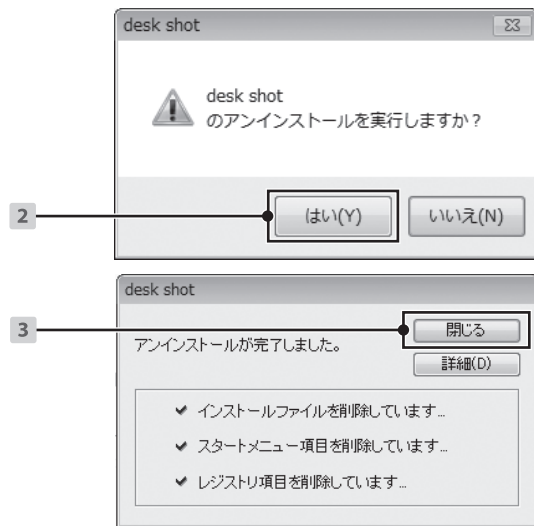 desk shot
desk shot
のアンインストールを実行しますか？
2
はい(Y)
いいえ(N)
desk shot
3
閉じる
アンインストールが完了しました。
詳細(D)
インストールファイルを削除しています...
スタートメニュー項目を削除しています...
レジストリ項目を削除しています...